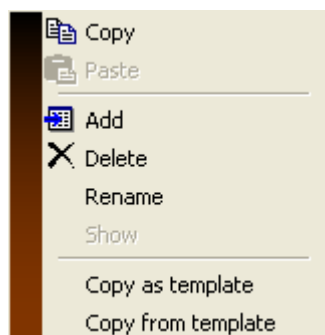 Copy
Paste
Add
Delete
Rename
Show
Copy as template
Copy from template